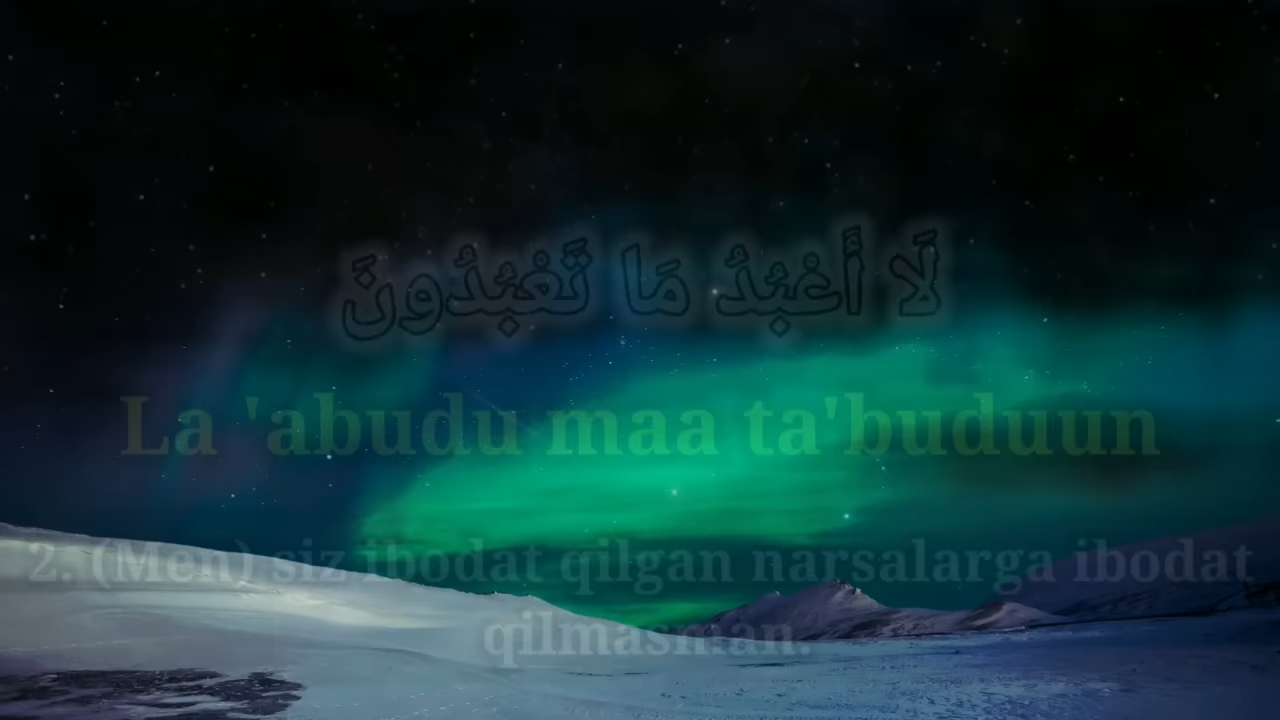 لَا أَعْبُدُ مَا تَعْبُدُونَ
La 'abudu maa ta'buduun
2. (Men) siz ibodat qilgan narsalarga ibodat
qilmasman.